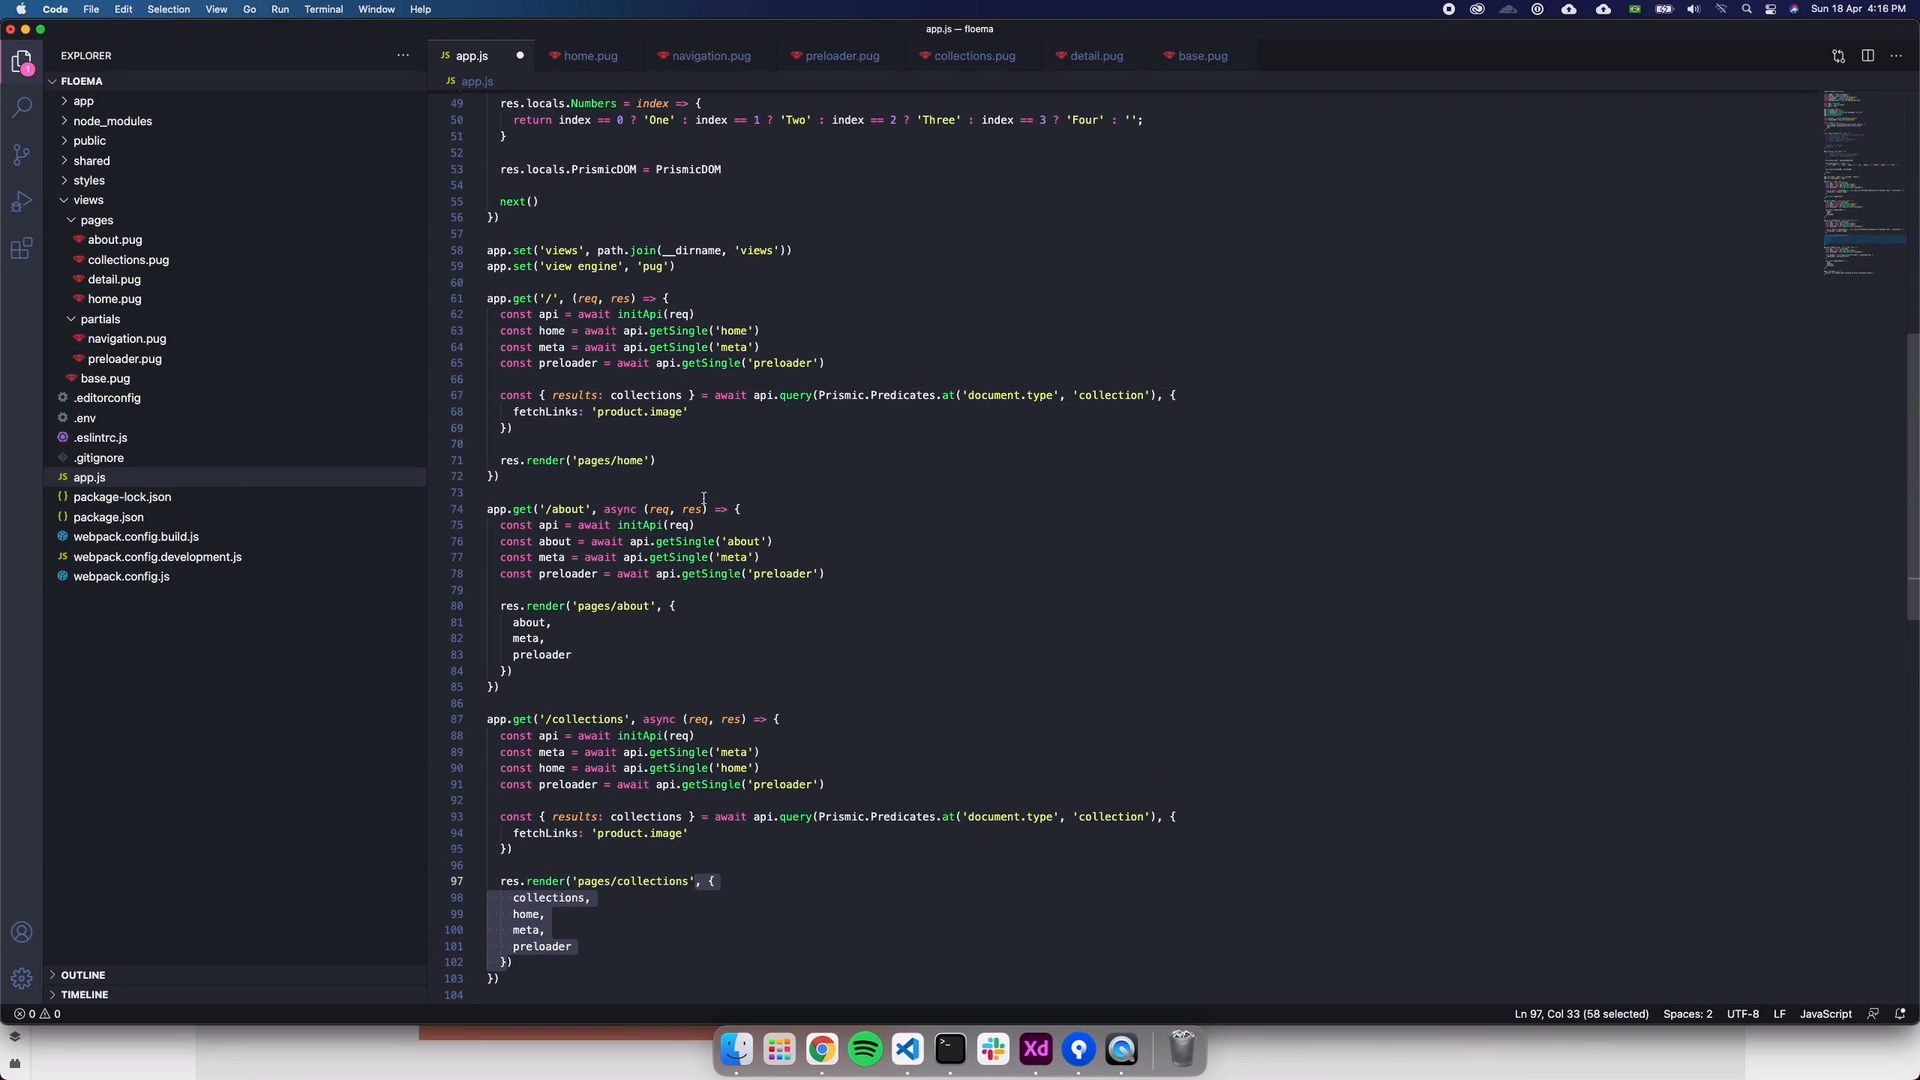 Code File Edit Selection View Go Run Terminal Window Help
Sun 18 Apr 4:16 PM
app.js — floema
EXPLORER
JS app.js
home.pug
navigation.pug
preloader.pug
collections.pug
detail.pug
base.pug
1
FLOEMA
app
node_modules
public
shared
styles
views
pages
about.pug
collections.pug
detail.pug
home.pug
partials
navigation.pug
preloader.pug
base.pug
.editorconfig
.env
.eslintrc.js
.gitignore
JS app.js
{} package-lock.json
{} package.json
webpack.config.build.js
JS webpack.config.development.js
webpack.config.js
OUTLINE
TIMELINE
JS app.js
49 res.locals.Numbers = index => {
50 return index == 0 ? 'One' : index == 1 ? 'Two' : index == 2 ? 'Three' : index == 3 ? 'Four' : '';
51 }
52
53 res.locals.PrismicDOM = PrismicDOM
54
55 next()
56 })
57
58 app.set('views', path.join(__dirname, 'views'))
59 app.set('view engine', 'pug')
60
61 app.get('/', (req, res) => {
62 const api = await initApi(req)
63 const home = await api.getSingle('home')
64 const meta = await api.getSingle('meta')
65 const preloader = await api.getSingle('preloader')
66
67 const { results: collections } = await api.query(Prismic.Predicates.at('document.type', 'collection'), {
68 fetchLinks: 'product.image'
69 })
70
71 res.render('pages/home')
72 })
73
74 app.get('/about', async (req, res) => {
75 const api = await initApi(req)
76 const about = await api.getSingle('about')
77 const meta = await api.getSingle('meta')
78 const preloader = await api.getSingle('preloader')
79
80 res.render('pages/about', {
81 about,
82 meta,
83 preloader
84 })
85 })
86
87 app.get('/collections', async (req, res) => {
88 const api = await initApi(req)
89 const meta = await api.getSingle('meta')
90 const home = await api.getSingle('home')
91 const preloader = await api.getSingle('preloader')
92
93 const { results: collections } = await api.query(Prismic.Predicates.at('document.type', 'collection'), {
94 fetchLinks: 'product.image'
95 })
96
97 res.render('pages/collections', {
98 collections,
99 home,
100 meta,
101 preloader
102 })
103 })
104
0 0
Ln 97, Col 33 (58 selected) Spaces: 2 UTF-8 LF JavaScript
Xd